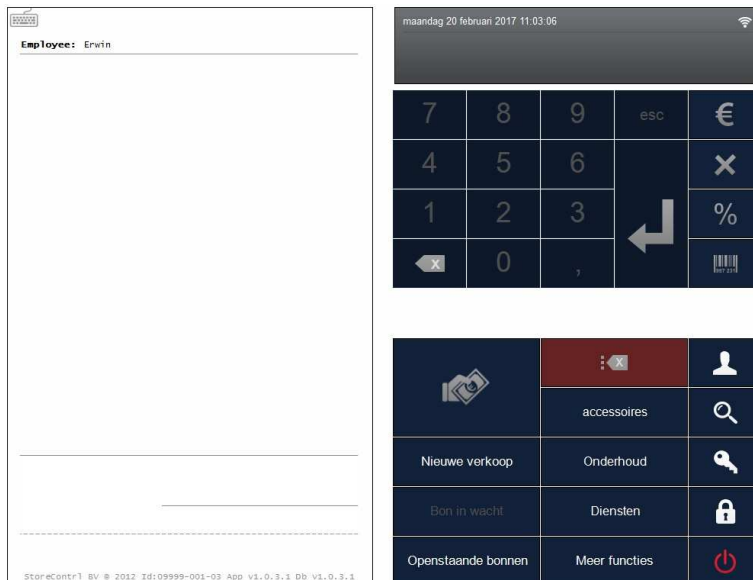 Employee: Erwin
StoreContrl BV © 2012 Id:09999-001-03 App v1.0.3.1 Db v1.0.3.1
maandag 20 februari 2017 11:03:06
7 8 9 esc €
4 5 6
1 2 3 %
X 0 ,
X
accessoires
Nieuwe verkoop Onderhoud
Bon in wacht Diensten
Openstaande bonnen Meer functies